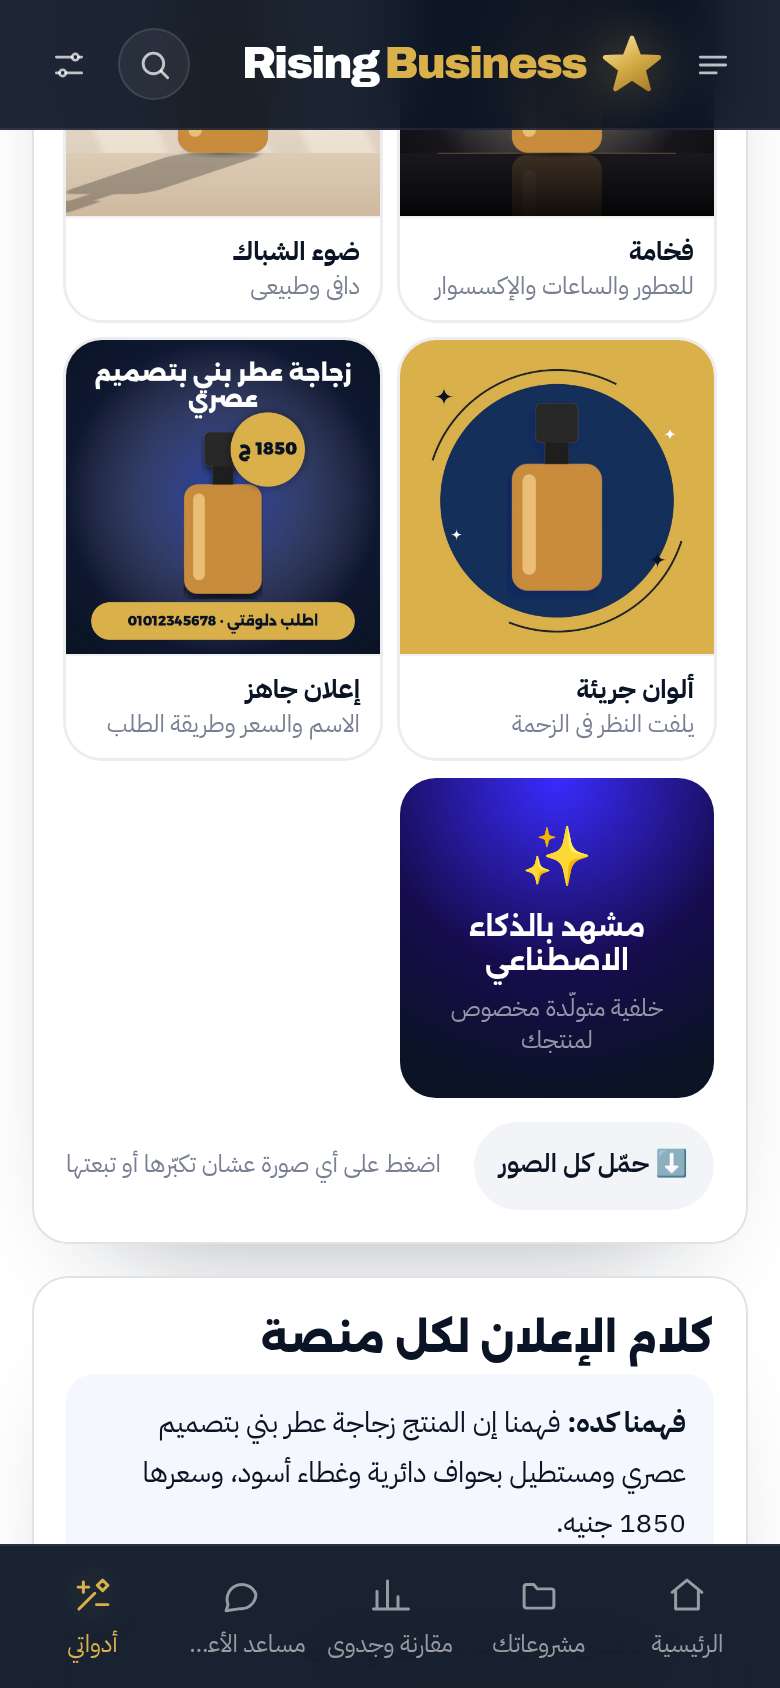 Rising Business
فخامة
للعطور والساعات والإكسسوار
ضوء الشباك
دافي وطبيعي
ألوان جريئة
يلفت النظر في الزحمة
زجاجة عطر بني بتصميم
عصري
1850 ج
اطلب دلوقتي · 01012345678
إعلان جاهز
الاسم والسعر وطريقة الطلب
مشهد بالذكاء
الاصطناعي
خلفية متولّدة مخصوص
لمنتجك
⬇️ حمّل كل الصور
اضغط على أي صورة عشان تكبّرها أو تبعتها
كلام الإعلان لكل منصة
فهمنا كده: فهمنا إن المنتج زجاجة عطر بني بتصميم
عصري ومستطيل بحواف دائرية وغطاء أسود، وسعرها
1850 جنيه.
الرئيسية
مشروعاتك
مقارنة وجدوى
مساعد الأعـ...
أدواتي